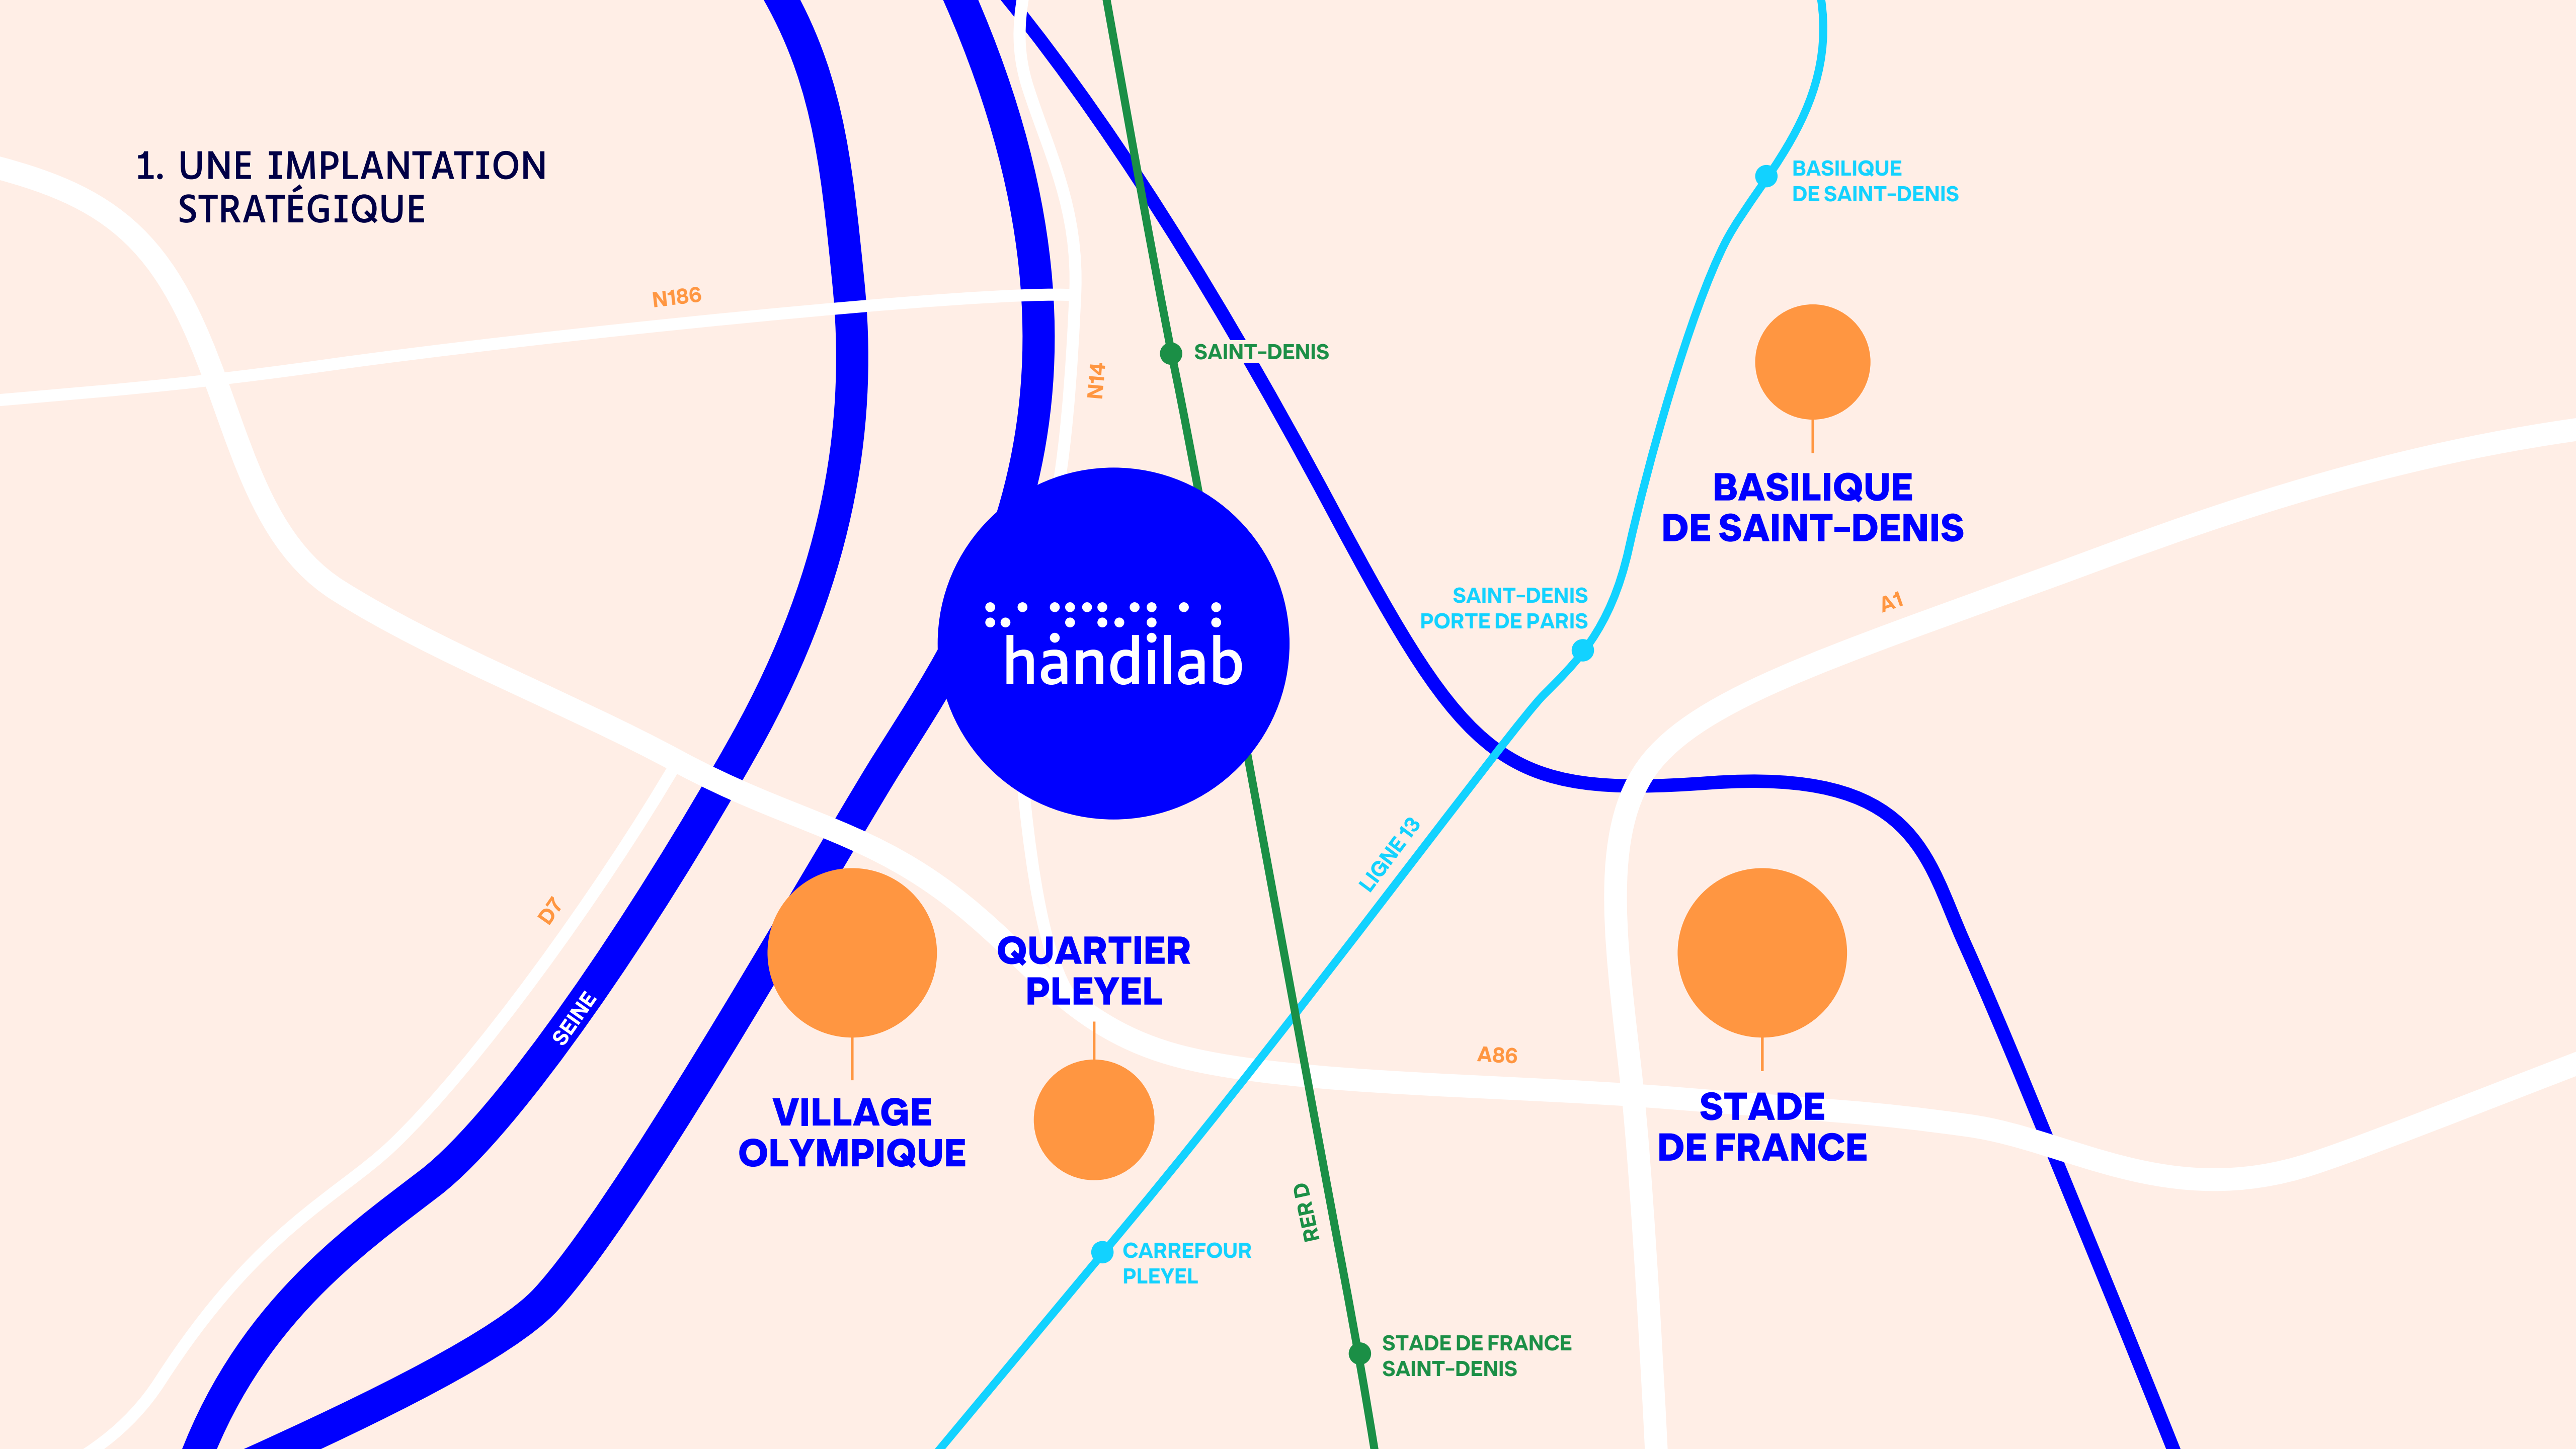 1. UNE IMPLANTATION
STRATÉGIQUE
BASILIQUE
DE SAINT-DENIS
N186
SAINT-DENIS
N14
BASILIQUE
DE SAINT-DENIS
SAINT-DENIS
PORTE DE PARIS
A1
handilab
LIGNE 13
D7
SEINE
QUARTIER
PLEYEL
A86
VILLAGE
OLYMPIQUE
STADE
DE FRANCE
RER D
CARREFOUR
PLEYEL
STADE DE FRANCE
SAINT-DENIS